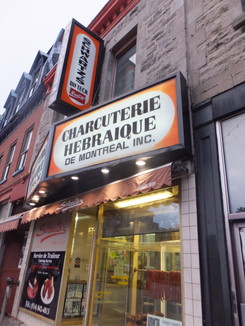 SCHWARTZ'S
CHARCUTERIE
HEBRAIQUE
DE MONTREAL INC.
Service de Traiteur